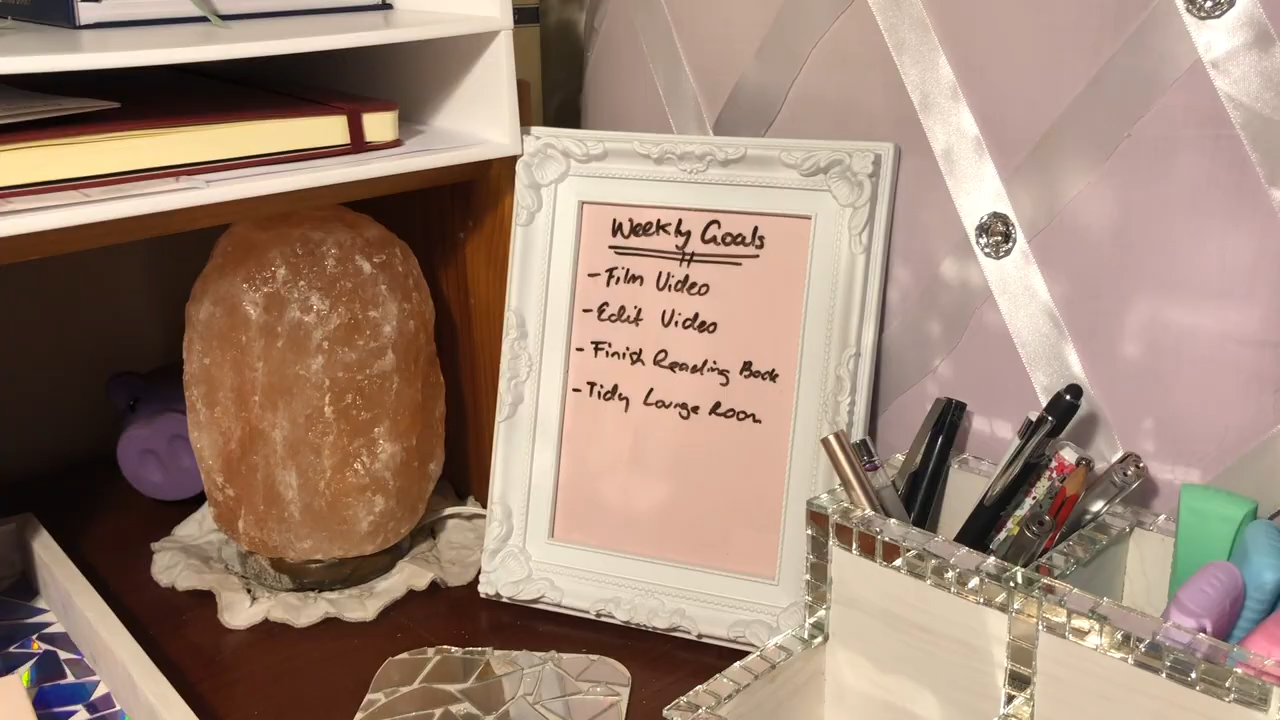 Weekly Goals
- Film Video
- Edit Video
- Finish Reading Book
- Tidy Lounge Room